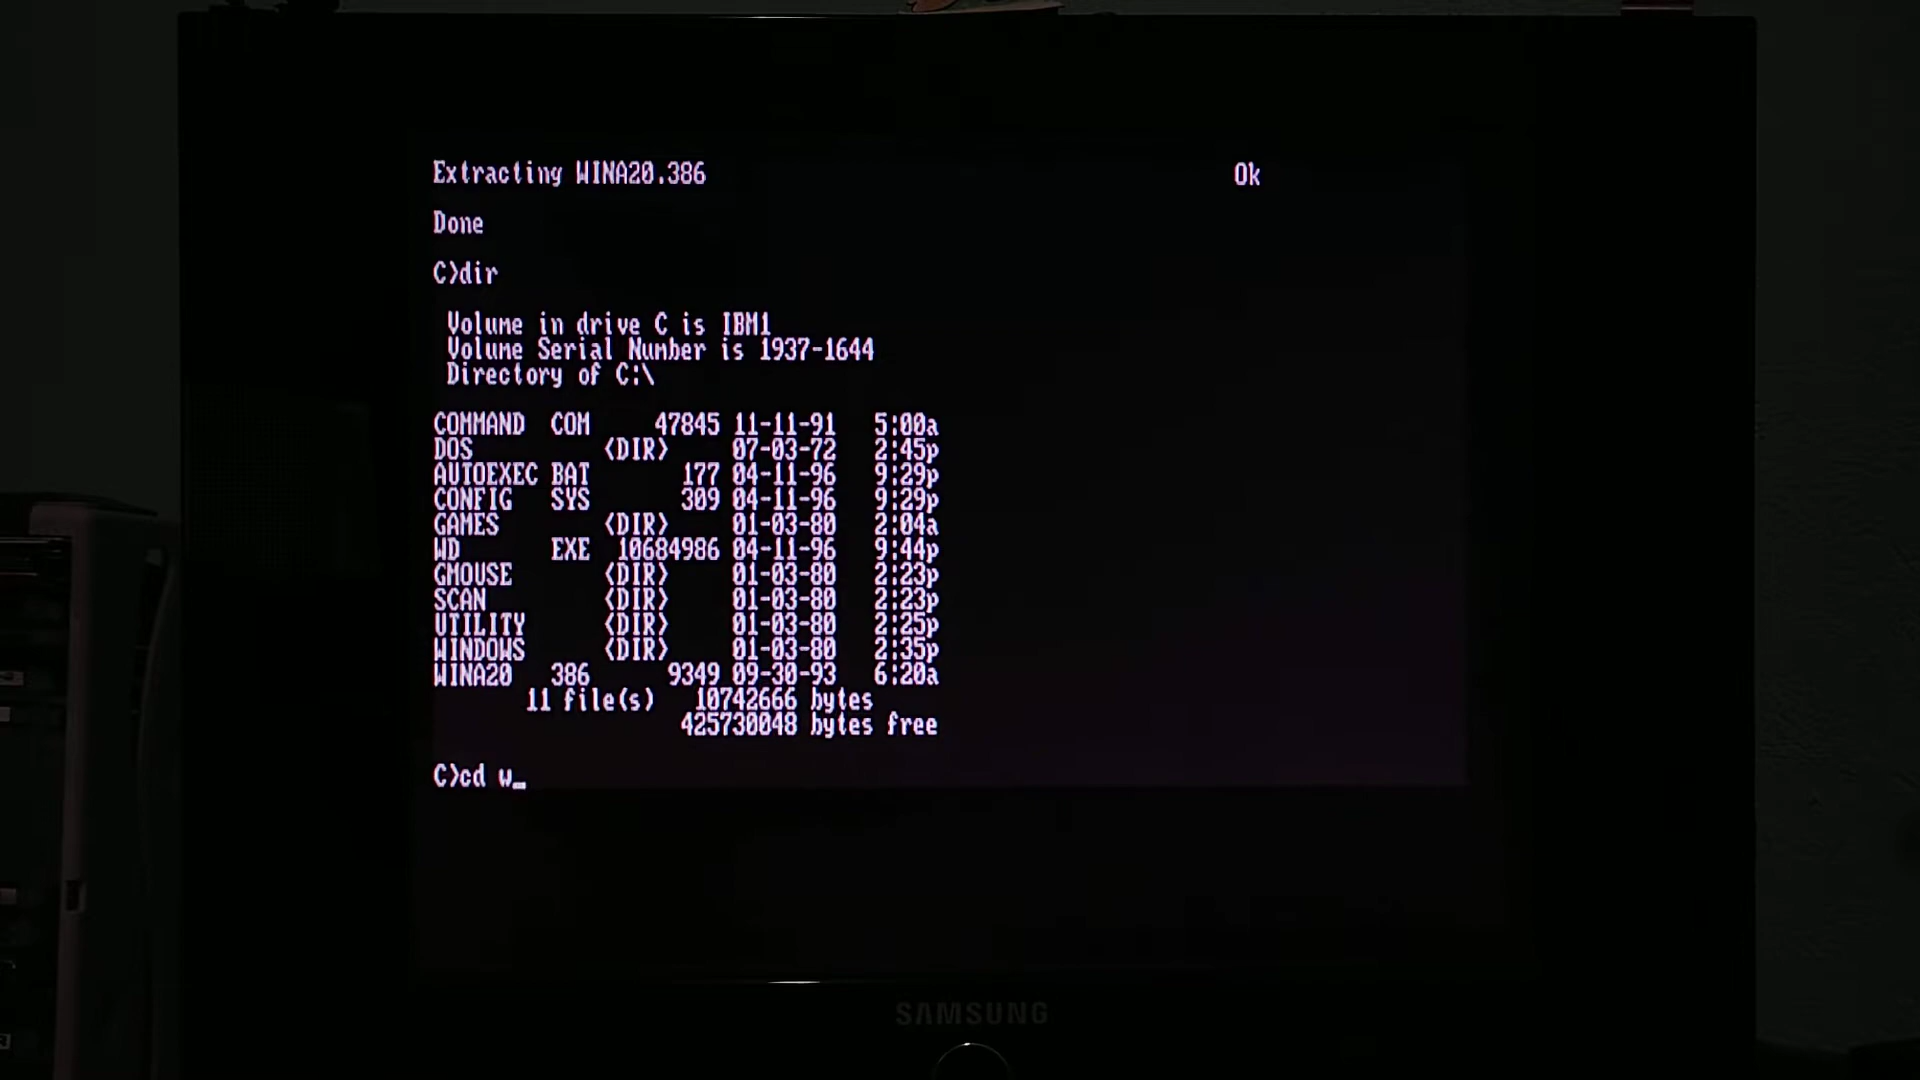 Extracting WINA20.386 Ok
Done
C>dir
Volume in drive C is IBM1
Volume Serial Number is 1937-1644
Directory of C:\
COMMAND COM 47845 11-11-91 5:00a
DOS <DIR> 07-03-72 2:45p
AUTOEXEC BAT 177 04-11-96 9:29p
CONFIG SYS 309 04-11-96 9:29p
GAMES <DIR> 01-03-80 2:04a
WD EXE 10684986 04-11-96 9:44p
GMOUSE <DIR> 01-03-80 2:23p
SCAN <DIR> 01-03-80 2:23p
UTILITY <DIR> 01-03-80 2:25p
WINDOWS <DIR> 01-03-80 2:35p
WINA20 386 9349 09-30-93 6:20a
11 file(s) 10742666 bytes
425730048 bytes free
C>cd w_
SAMSUNG